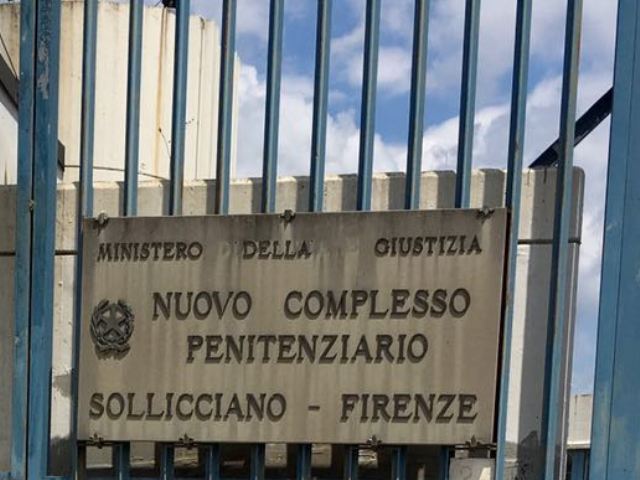 MINISTERO DELLA GIUSTIZIA
NUOVO COMPLESSO
PENITENZIARIO
SOLLICCIANO - FIRENZE